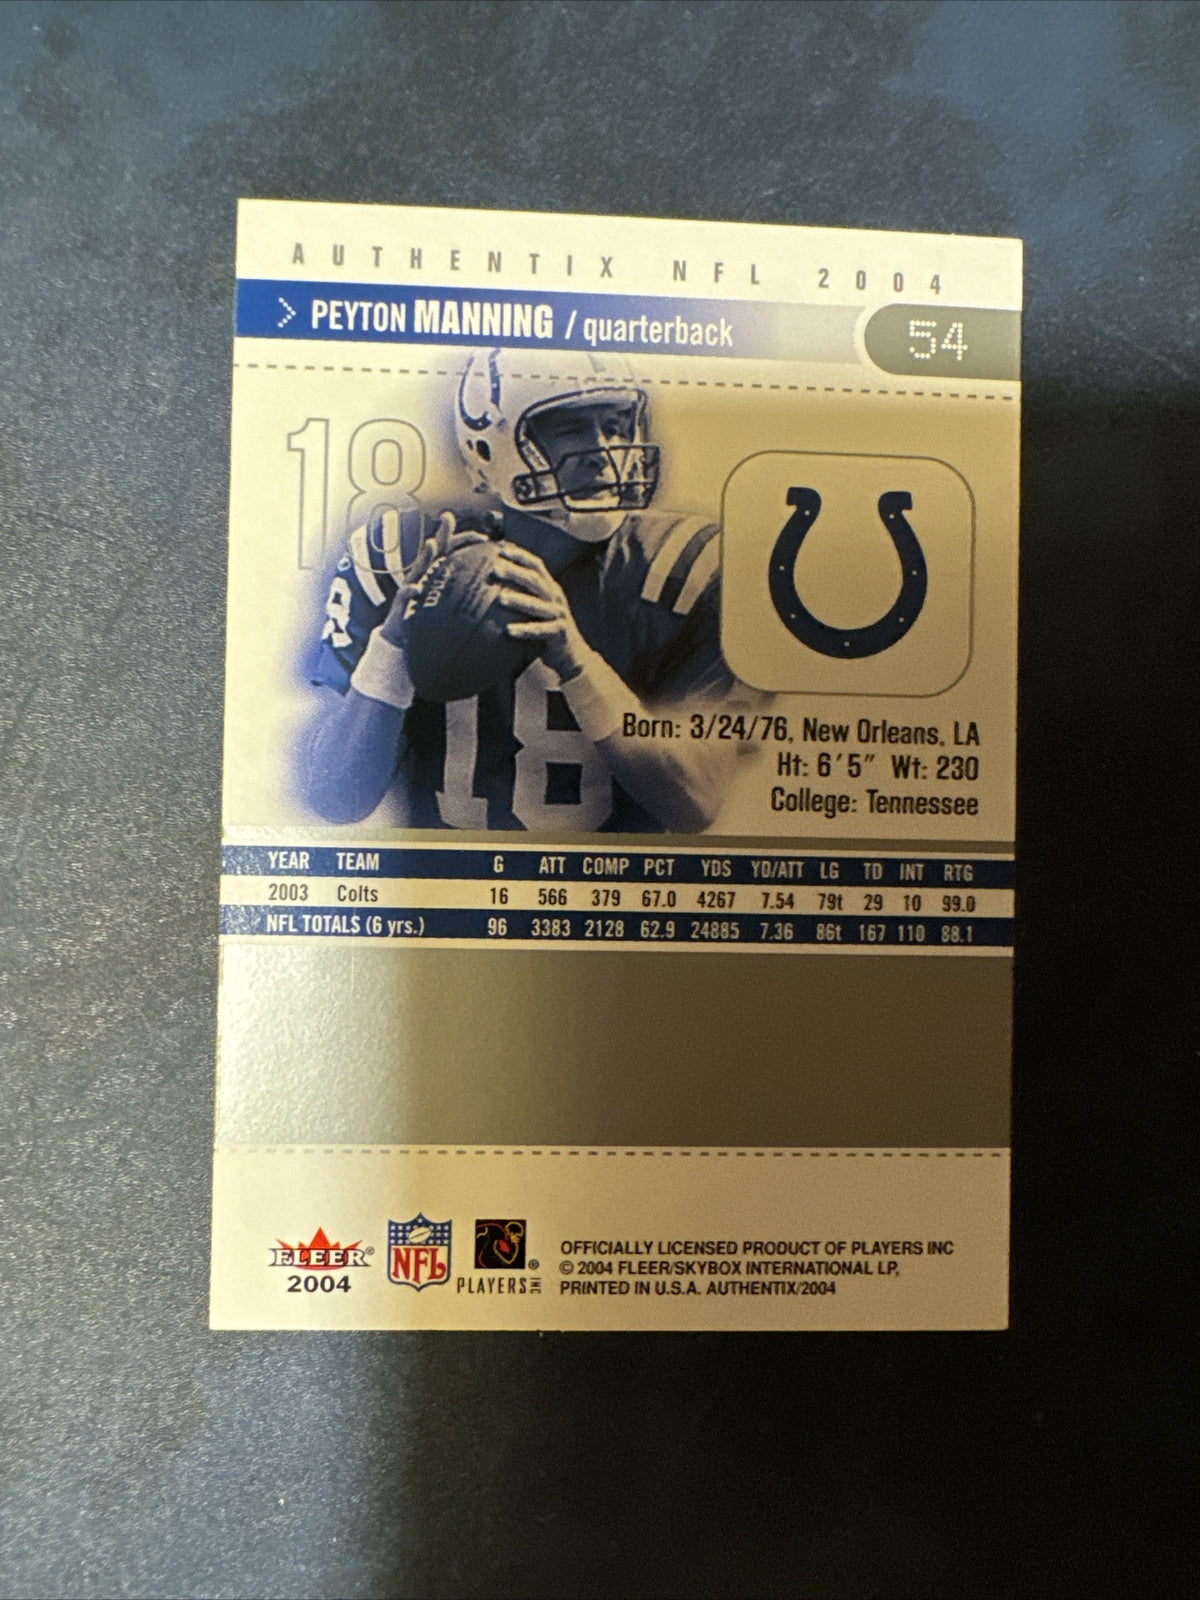 AUTHENTIX NFL 2004
> PEYTON MANNING / quarterback 54
18
18
18
Born: 3/24/76, New Orleans, LA
Ht: 6'5" Wt: 230
College: Tennessee
YEAR TEAM G ATT COMP PCT YDS YD/ATT LG TD INT RTG
2003 Colts 16 566 379 67.0 4267 7.54 79t 29 10 99.0
NFL TOTALS (6 yrs.) 96 3383 2128 62.9 24885 7.36 86t 167 110 88.1
FLEER®
2004
NFL
PLAYERS INC ®
OFFICIALLY LICENSED PRODUCT OF PLAYERS INC
© 2004 FLEER/SKYBOX INTERNATIONAL LP,
PRINTED IN U.S.A. AUTHENTIX/2004